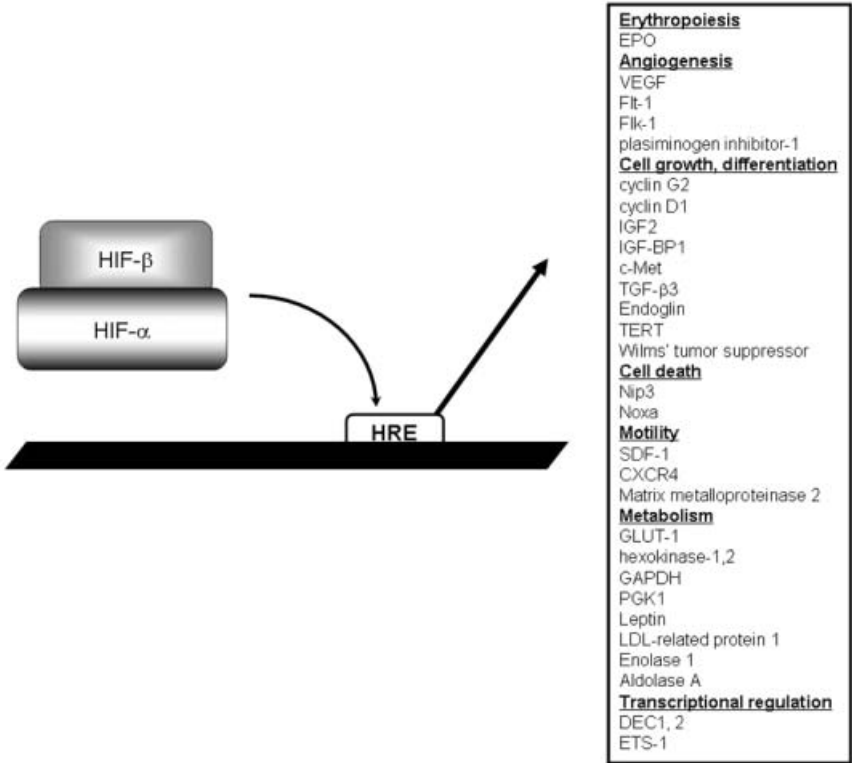 HIF-β
HIF-α
HRE
Erythropoiesis
EPO
Angiogenesis
VEGF
Flt-1
Flk-1
plasiminogen inhibitor-1
Cell growth, differentiation
cyclin G2
cyclin D1
IGF2
IGF-BP1
c-Met
TGF-β3
Endoglin
TERT
Wilms' tumor suppressor
Cell death
Nip3
Noxa
Motility
SDF-1
CXCR4
Matrix metalloproteinase 2
Metabolism
GLUT-1
hexokinase-1,2
GAPDH
PGK1
Leptin
LDL-related protein 1
Enolase 1
Aldolase A
Transcriptional regulation
DEC1, 2
ETS-1